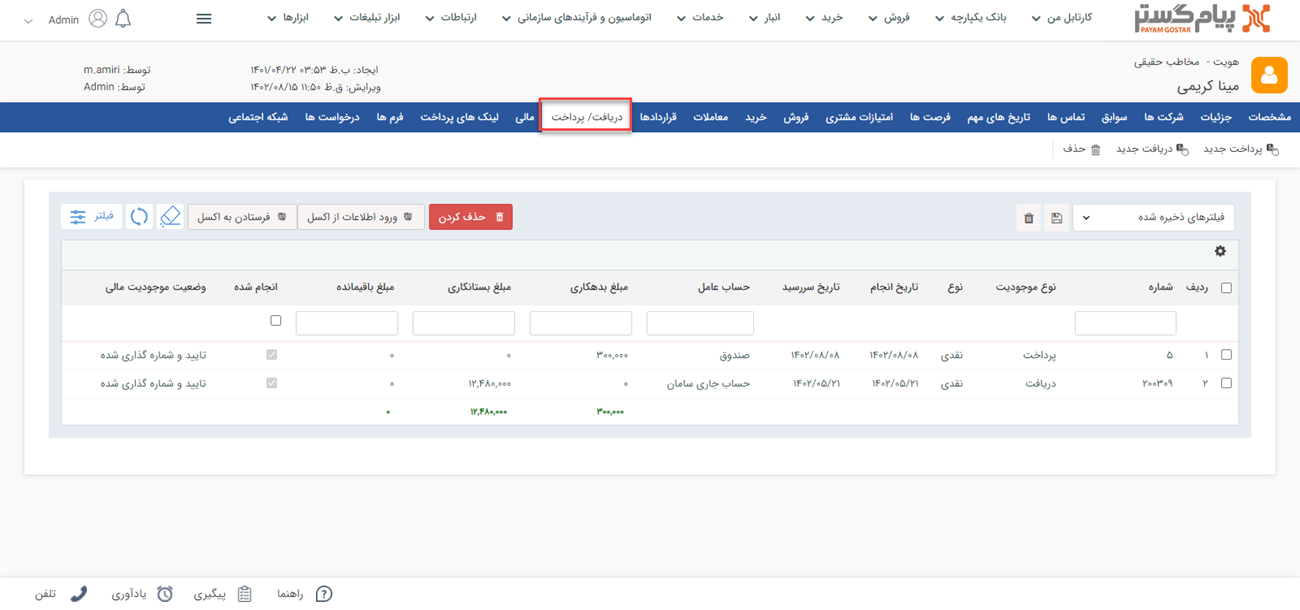 پیام گستر
PAYAM GOSTAR
کارتابل من
بانک یکپارچه
فروش
خرید
انبار
خدمات
ارتباطات
اتوماسیون و فرآیندهای سازمانی
ابزار تبلیغات
ابزارها
Admin
هویت - مخاطب حقیقی
مینا کریمی
ایجاد: ب.ظ ۰۳:۵۳ ۱۴۰۱/۰۴/۲۲
توسط: m.amiri
ویرایش: ق.ظ ۱۱:۵۰ ۱۴۰۲/۰۸/۱۵
توسط: Admin
مشخصات جزئیات سوابق شرکت ها تماس ها تاریخ های مهم فرصت ها امتیازات مشتری فروش خرید معاملات قراردادها دریافت/ پرداخت مالی لینک های پرداخت فرم ها درخواست ها شبکه اجتماعی
پرداخت جدید دریافت جدید حذف
فیلترهای ذخیره شده
حذف کردن
ورود اطلاعات از اکسل
فرستادن به اکسل
فیلتر
ردیف شماره نوع موجودیت نوع تاریخ انجام تاریخ سررسید حساب عامل مبلغ بدهکاری مبلغ بستانکاری مبلغ باقیمانده انجام شده وضعیت موجودیت مالی
۱ ۵ پرداخت نقدی ۱۴۰۲/۰۸/۰۸ ۱۴۰۲/۰۸/۰۸ صندوق ۳۰۰,۰۰۰ ۰ ۰ تایید و شماره گذاری شده
۲ ۲۰۰۳۰۹ دریافت نقدی ۱۴۰۲/۰۵/۲۱ ۱۴۰۲/۰۵/۲۱ حساب جاری سامان ۰ ۱۲,۴۸۰,۰۰۰ ۰ تایید و شماره گذاری شده
۳۰۰,۰۰۰ ۱۲,۴۸۰,۰۰۰ ۰
راهنما پیگیری یادآوری تلفن